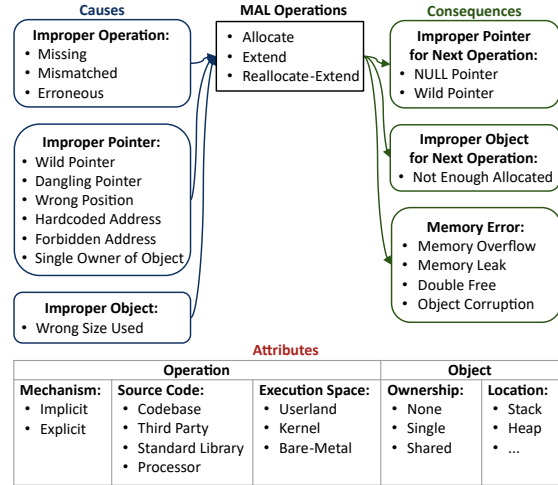 Causes
Improper Operation:
• Missing
• Mismatched
• Erroneous
Improper Pointer:
• Wild Pointer
• Dangling Pointer
• Wrong Position
• Hardcoded Address
• Forbidden Address
• Single Owner of Object
Improper Object:
• Wrong Size Used
MAL Operations
• Allocate
• Extend
• Reallocate-Extend
Consequences
Improper Pointer
for Next Operation:
• NULL Pointer
• Wild Pointer
Improper Object
for Next Operation:
• Not Enough Allocated
Memory Error:
• Memory Overflow
• Memory Leak
• Double Free
• Object Corruption
Attributes
Operation
Object
Mechanism:
• Implicit
• Explicit
Source Code:
• Codebase
• Third Party
• Standard Library
• Processor
Execution Space:
• Userland
• Kernel
• Bare-Metal
Ownership:
• None
• Single
• Shared
Location:
• Stack
• Heap
• ...